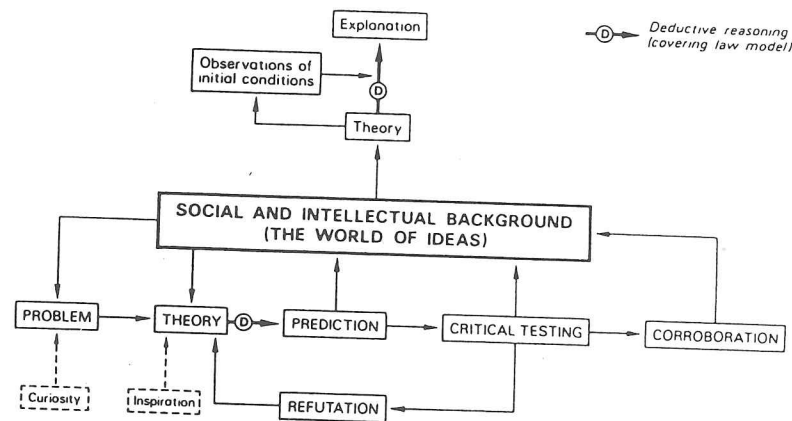 Explanation
D
Deductive reasoning
(covering law model)
Observations of
initial conditions
D
Theory
SOCIAL AND INTELLECTUAL BACKGROUND
(THE WORLD OF IDEAS)
PROBLEM
THEORY
D
PREDICTION
CRITICAL TESTING
CORROBORATION
Curiosity
Inspiration
REFUTATION